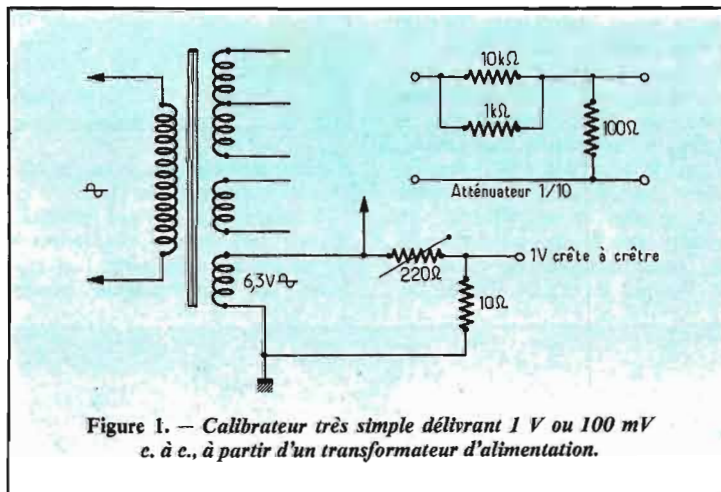 10kΩ
1kΩ
100Ω
Atténuateur 1/10
6,3V
220Ω
1V crête à crêtre
10Ω
Figure 1. — Calibrateur très simple délivrant 1 V ou 100 mV
c. à c., à partir d'un transformateur d'alimentation.